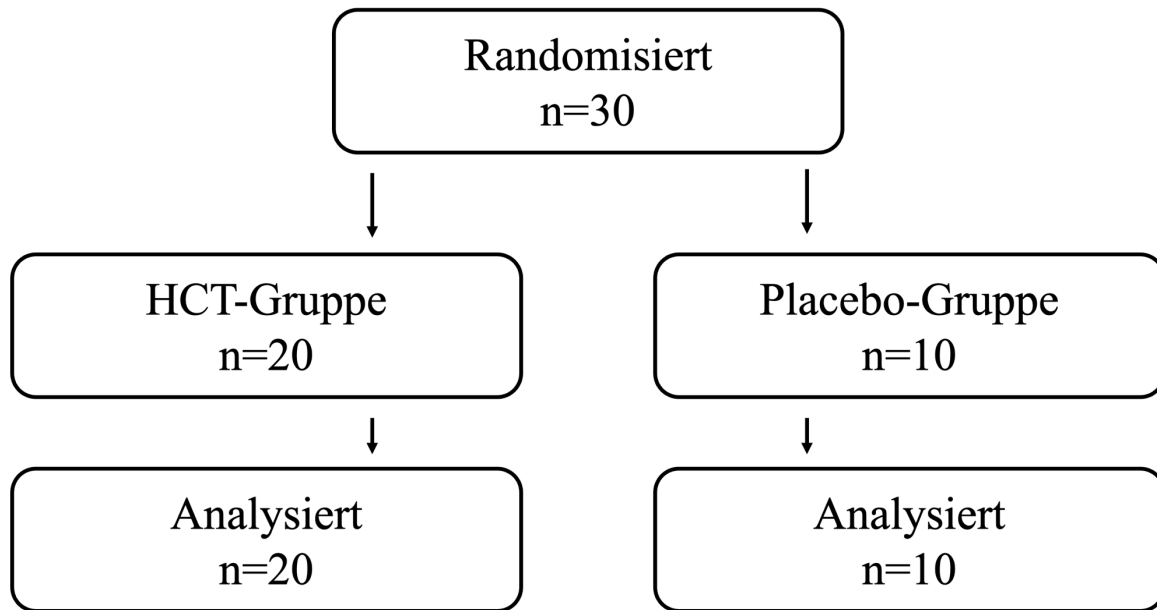 Randomisiert
n=30
HCT-Gruppe
n=20
Placebo-Gruppe
n=10
Analysiert
n=20
Analysiert
n=10